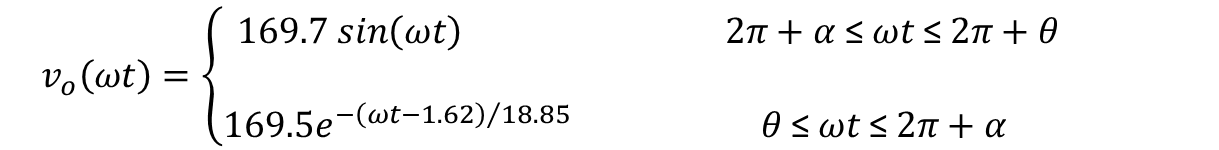 169.7 sin(ωt) 2π + α ≤ ωt ≤ 2π + θ
v_o(ωt) = {
169.5e^{-(ωt-1.62)/18.85} θ ≤ ωt ≤ 2π + α